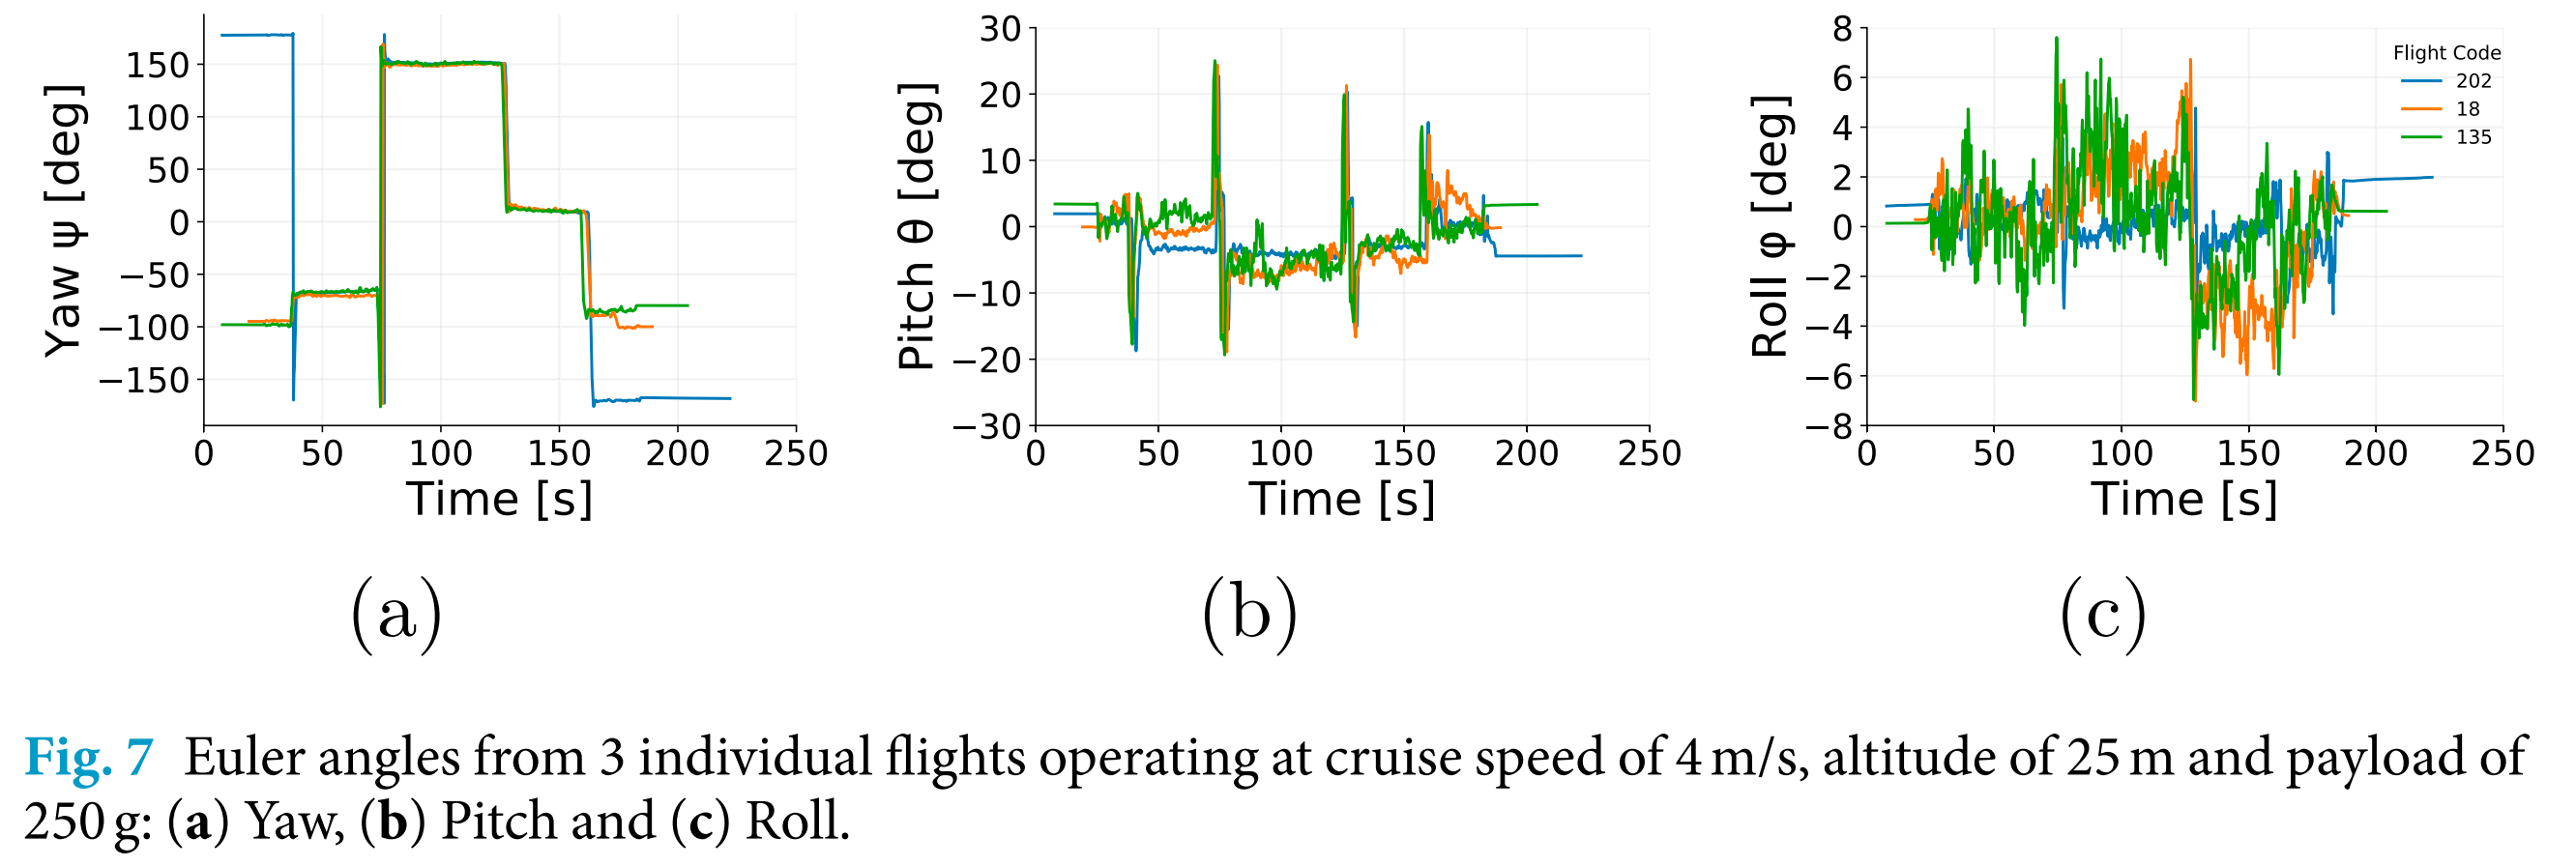 Yaw ψ [deg]
150
100
50
0
−50
−100
−150
0 50 100 150 200 250
Time [s]
(a)
Pitch θ [deg]
30
20
10
0
−10
−20
−30
0 50 100 150 200 250
Time [s]
(b)
Roll φ [deg]
8
6
4
2
0
−2
−4
−6
−8
0 50 100 150 200 250
Time [s]
Flight Code
202
18
135
(c)
Fig. 7 Euler angles from 3 individual flights operating at cruise speed of 4 m/s, altitude of 25 m and payload of
250 g: (a) Yaw, (b) Pitch and (c) Roll.